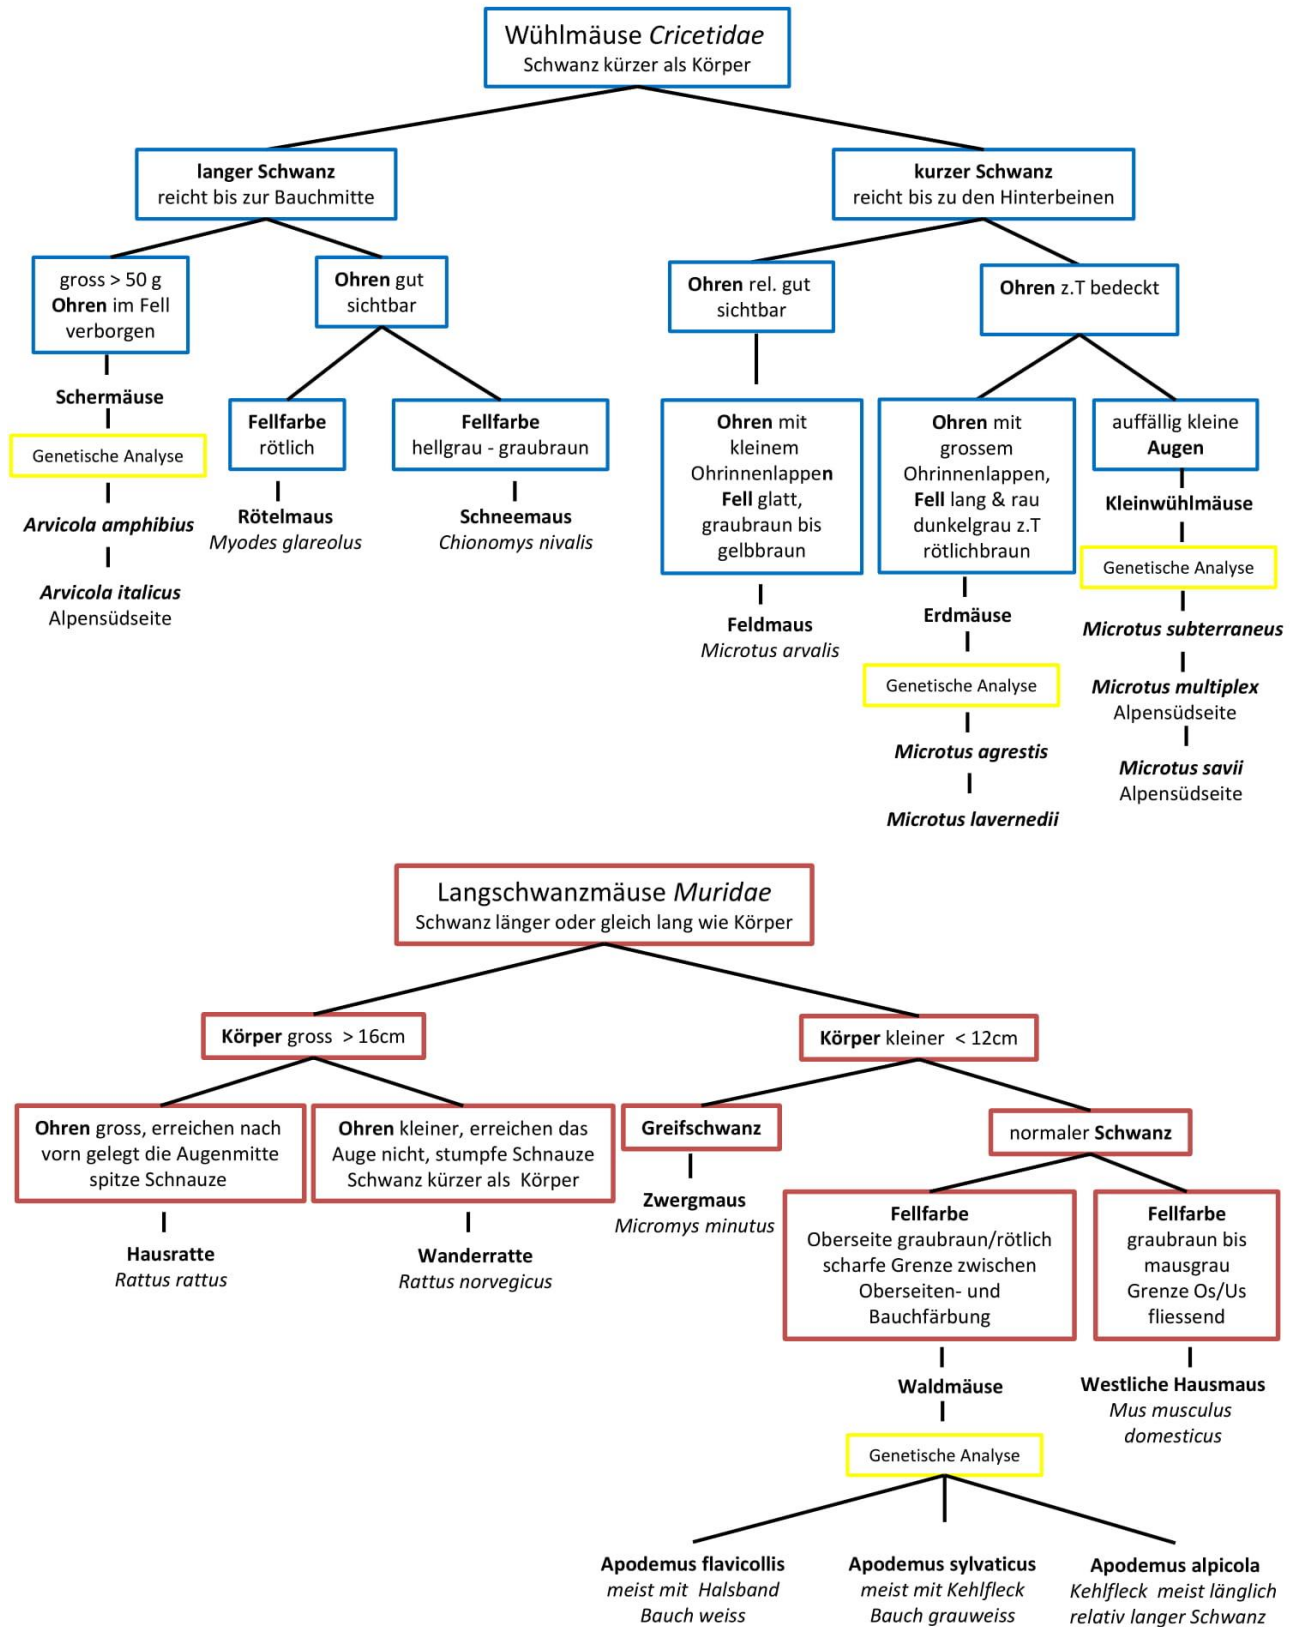 Wühlmäuse Cricetidae
Schwanz kürzer als Körper
langer Schwanz
reicht bis zur Bauchmitte
kurzer Schwanz
reicht bis zu den Hinterbeinen
gross > 50 g
Ohren im Fell
verborgen
Ohren gut
sichtbar
Ohren rel. gut
sichtbar
Ohren z.T bedeckt
Schermäuse
Genetische Analyse
Arvicola amphibius
Arvicola italicus
Alpensüdseite
Fellfarbe
rötlich
Rötelmaus
Myodes glareolus
Fellfarbe
hellgrau - graubraun
Schneemaus
Chionomys nivalis
Ohren mit
kleinem
Ohrinnenlappen
Fell glatt,
graubraun bis
gelbbraun
Feldmaus
Microtus arvalis
Ohren mit
grossem
Ohrinnenlappen,
Fell lang & rau
dunkelgrau z.T
rötlichbraun
Erdmäuse
Genetische Analyse
Microtus agrestis
Microtus lavernedii
auffällig kleine
Augen
Kleinwühlmäuse
Genetische Analyse
Microtus subterraneus
Microtus multiplex
Alpensüdseite
Microtus savii
Alpensüdseite
Langschwanzmäuse Muridae
Schwanz länger oder gleich lang wie Körper
Körper gross > 16cm
Körper kleiner < 12cm
Ohren gross, erreichen nach
vorn gelegt die Augenmitte
spitze Schnauze
Hausratte
Rattus rattus
Ohren kleiner, erreichen das
Auge nicht, stumpfe Schnauze
Schwanz kürzer als Körper
Wanderratte
Rattus norvegicus
Greifschwanz
Zwergmaus
Micromys minutus
normaler Schwanz
Fellfarbe
Oberseite graubraun/rötlich
scharfe Grenze zwischen
Oberseiten- und
Bauchfärbung
Waldmäuse
Genetische Analyse
Fellfarbe
graubraun bis
mausgrau
Grenze Os/Us
fliessend
Westliche Hausmaus
Mus musculus
domesticus
Apodemus flavicollis
meist mit Halsband
Bauch weiss
Apodemus sylvaticus
meist mit Kehlfleck
Bauch grauweiss
Apodemus alpicola
Kehlfleck meist länglich
relativ langer Schwanz